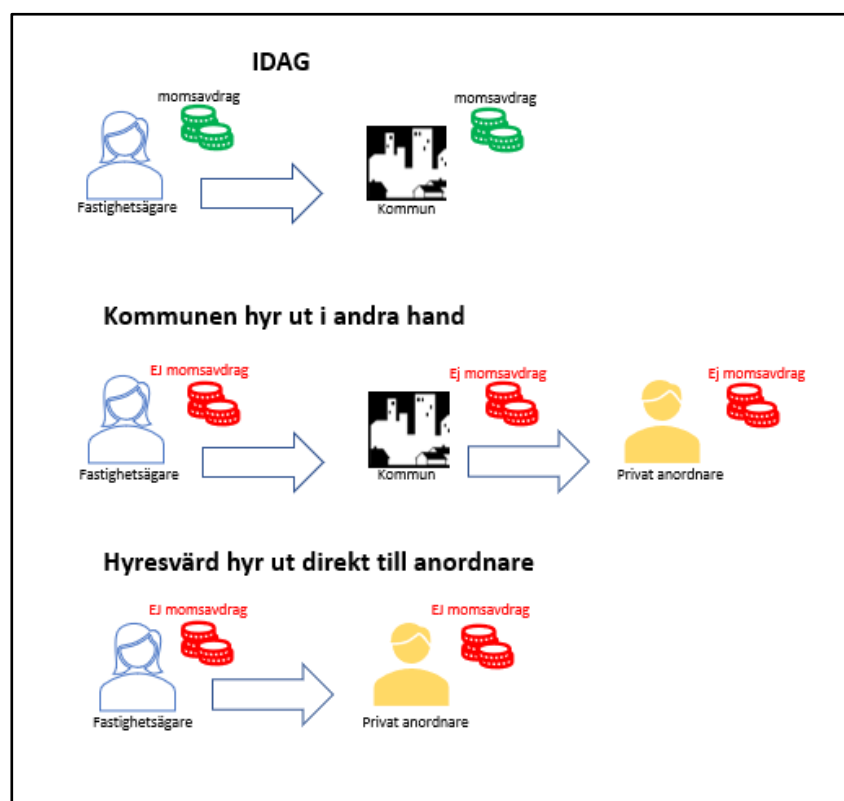 IDAG
momsavdrag
momsavdrag
Fastighetsägare
Kommun
Kommunen hyr ut i andra hand
EJ momsavdrag
Ej momsavdrag
Ej momsavdrag
Fastighetsägare
Kommun
Privat anordnare
Hyresvärd hyr ut direkt till anordnare
EJ momsavdrag
EJ momsavdrag
Fastighetsägare
Privat anordnare